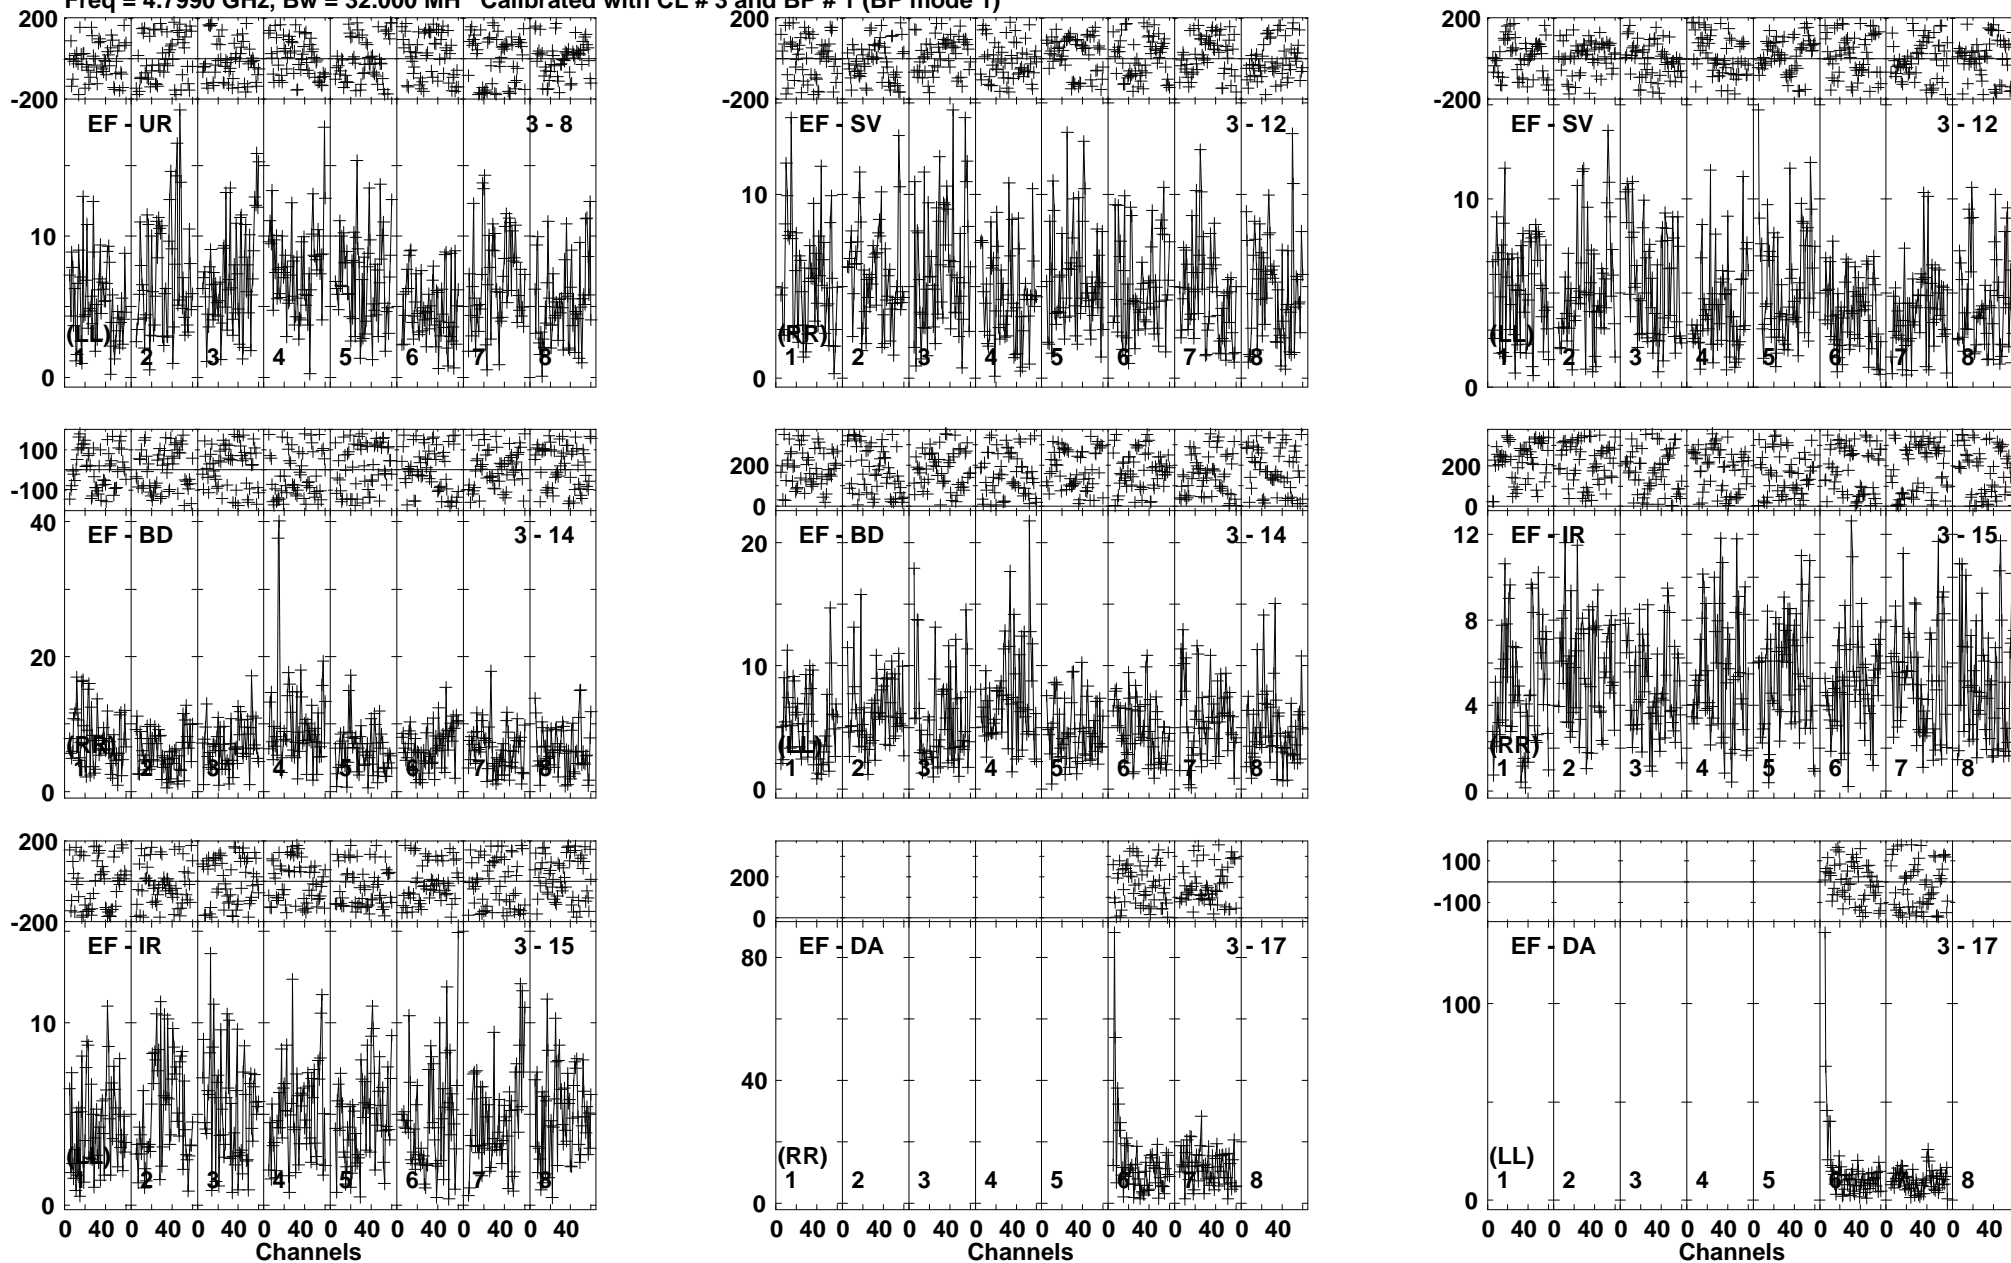 Freq = 4.7990 GHz, Bw = 32.000 MH Calibrated with CL # 3 and BP # 1 (BP mode 1)
200 200 200
-200 -200 -200
EF - UR 3 - 8 EF - SV 3 - 12 EF - SV 3 - 12
10 10 10
(LL) (RR) (LL)
1 2 3 4 5 6 7 8 1 2 3 4 5 6 7 8 1 2 3 4 5 6 7 8
0 0 0
100 200 200
-100 0 0
40 20 12
EF - BD 3 - 14 EF - BD 3 - 14 EF - IR 3 - 15
20 10 8
4
(RR) (LL) (RR)
1 2 3 4 5 6 7 8 1 2 3 4 5 6 7 8 1 2 3 4 5 6 7 8
0 0 0
200 200 100
-200 0 -100
EF - IR 3 - 15 EF - DA 3 - 17 EF - DA 3 - 17
10 80 100
40
(LL) (RR) (LL)
1 2 3 4 5 6 7 8 1 2 3 4 5 6 7 8 1 2 3 4 5 6 7 8
0 0 0
0 40 0 40 0 40 0 40 0 40 0 40 0 40 0 40 0 40 0 40 0 40 0 40 0 40 0 40 0 40 0 40 0 40 0 40 0 40 0 40 0 40 0 40 0 40 0 40
Channels Channels Channels